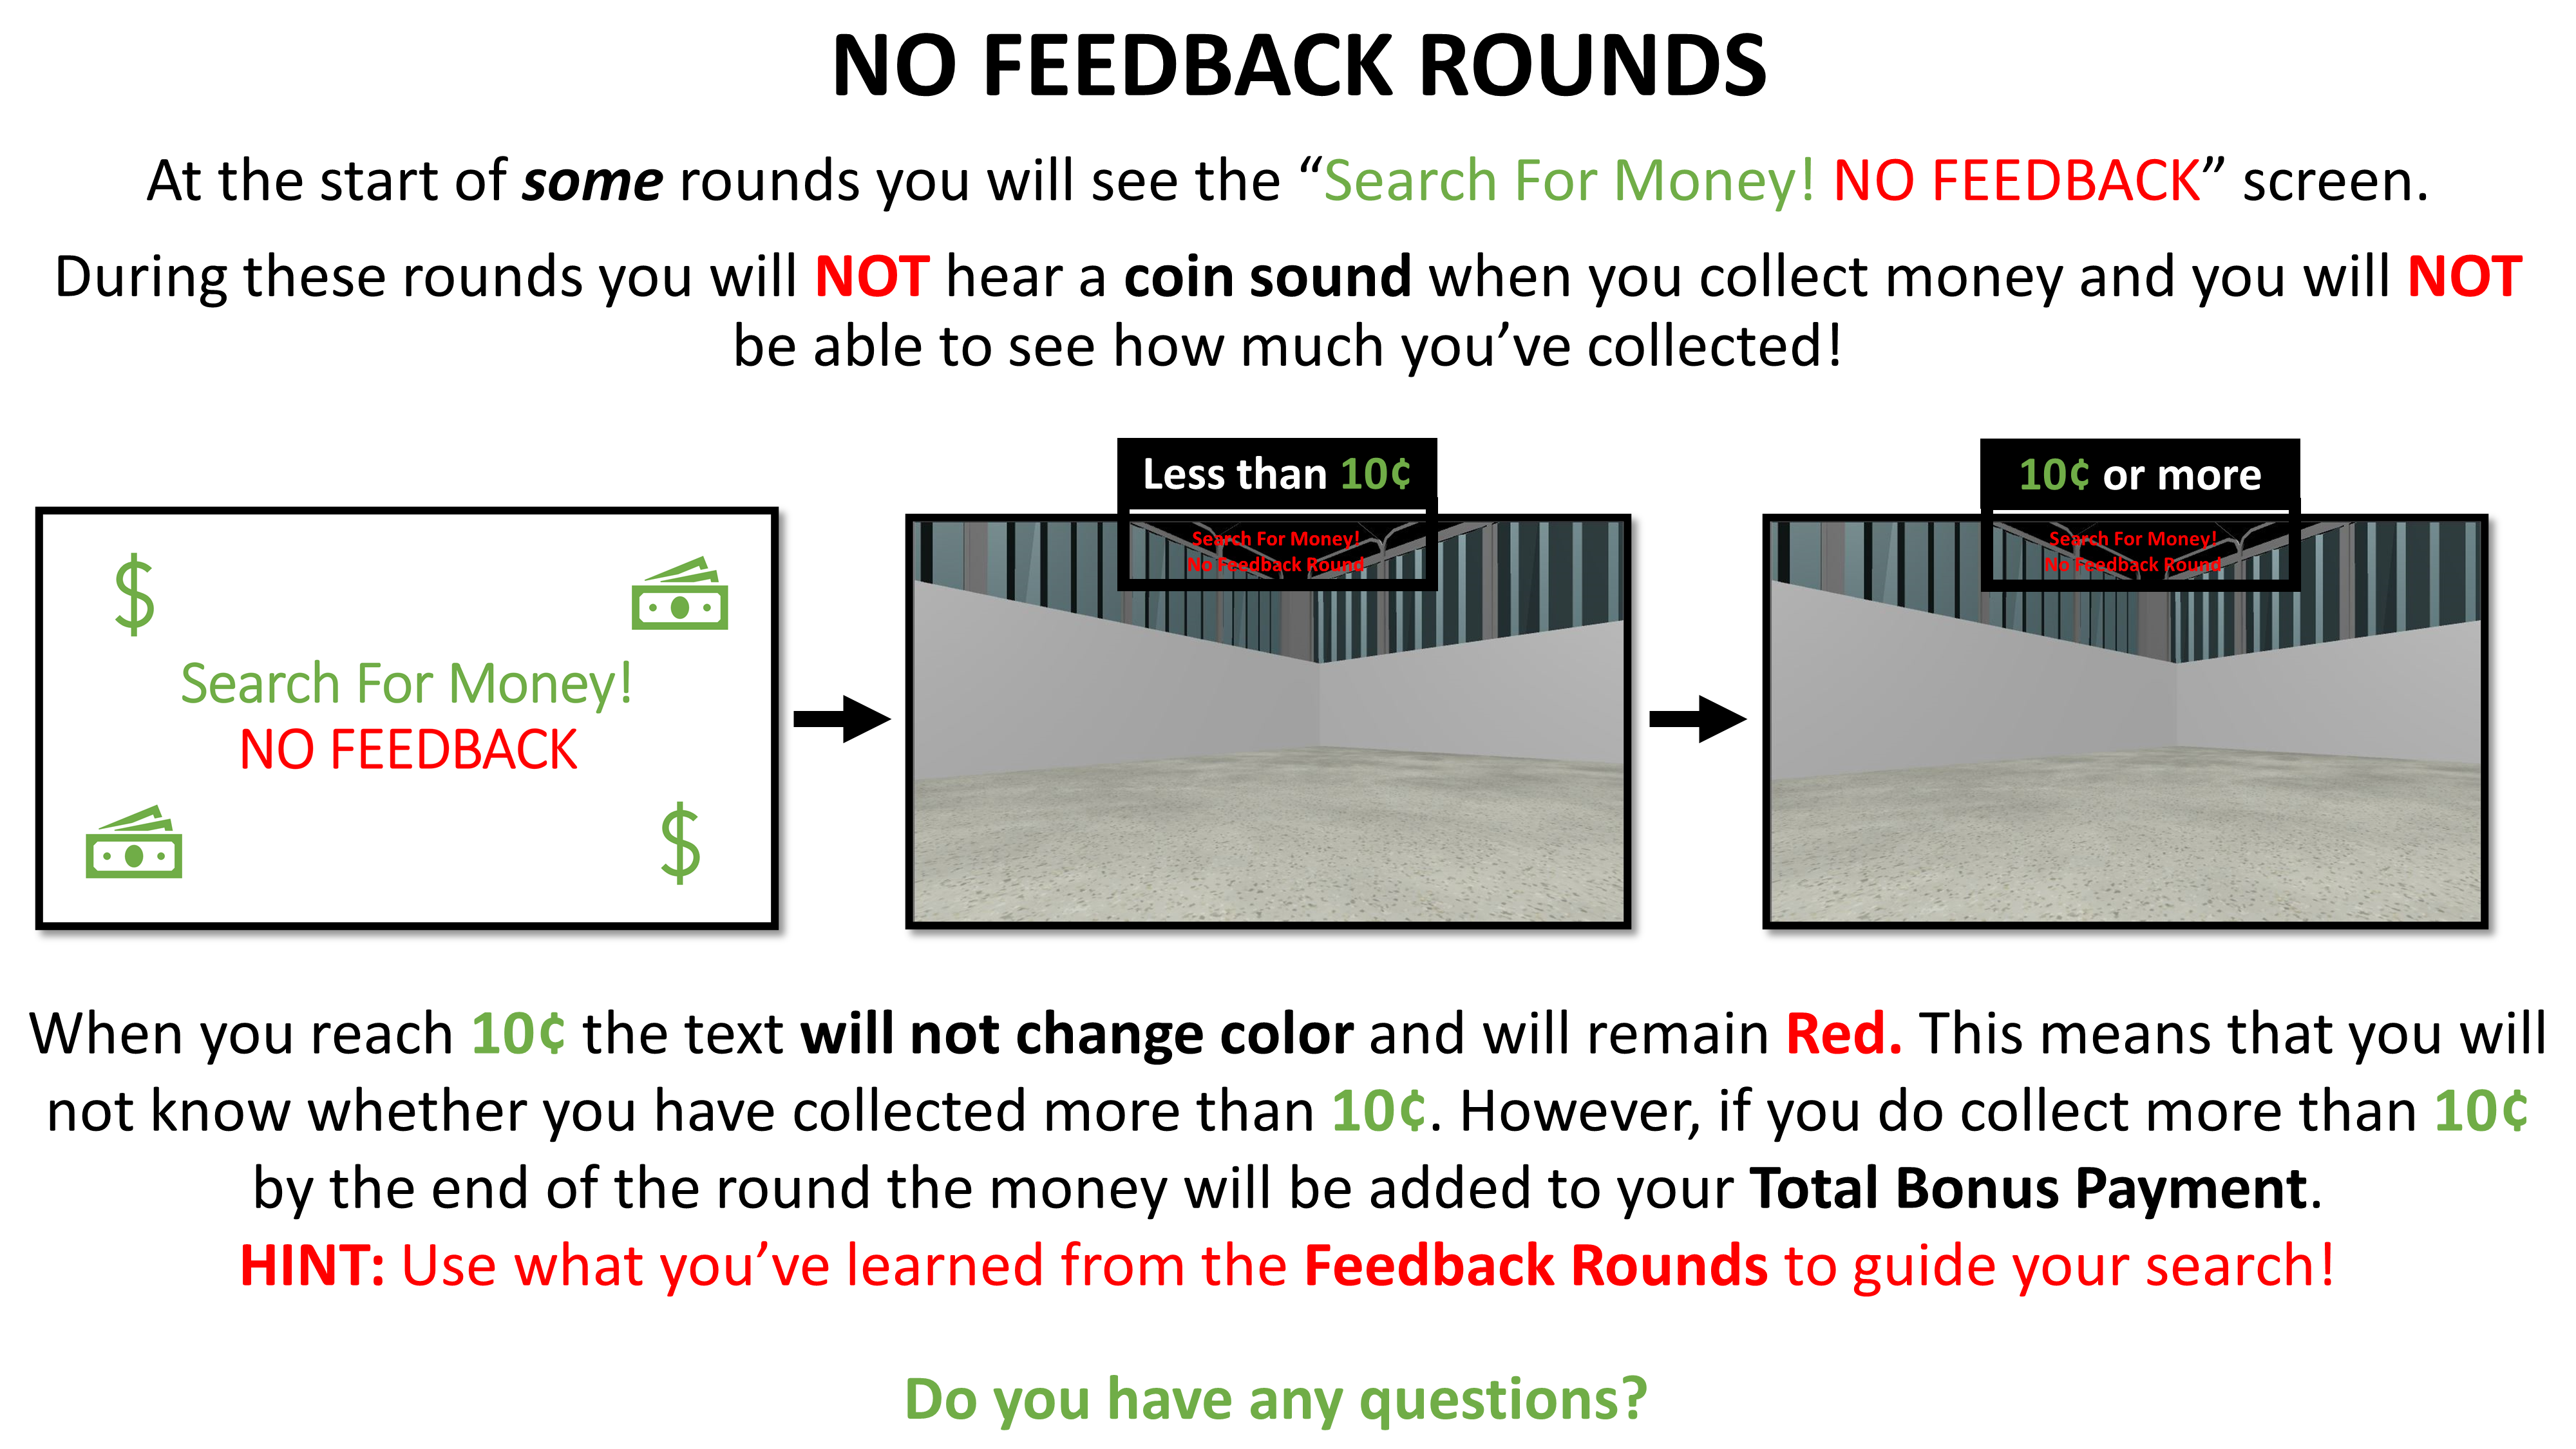 NO FEEDBACK ROUNDS
At the start of some rounds you will see the “Search For Money! NO FEEDBACK” screen.
During these rounds you will NOT hear a coin sound when you collect money and you will NOT
be able to see how much you’ve collected!
Search For Money!
NO FEEDBACK
Less than 10¢
Search For Money!
No Feedback Round
10¢ or more
Search For Money!
No Feedback Round
When you reach 10¢ the text will not change color and will remain Red. This means that you will
not know whether you have collected more than 10¢. However, if you do collect more than 10¢
by the end of the round the money will be added to your Total Bonus Payment.
HINT: Use what you’ve learned from the Feedback Rounds to guide your search!
Do you have any questions?